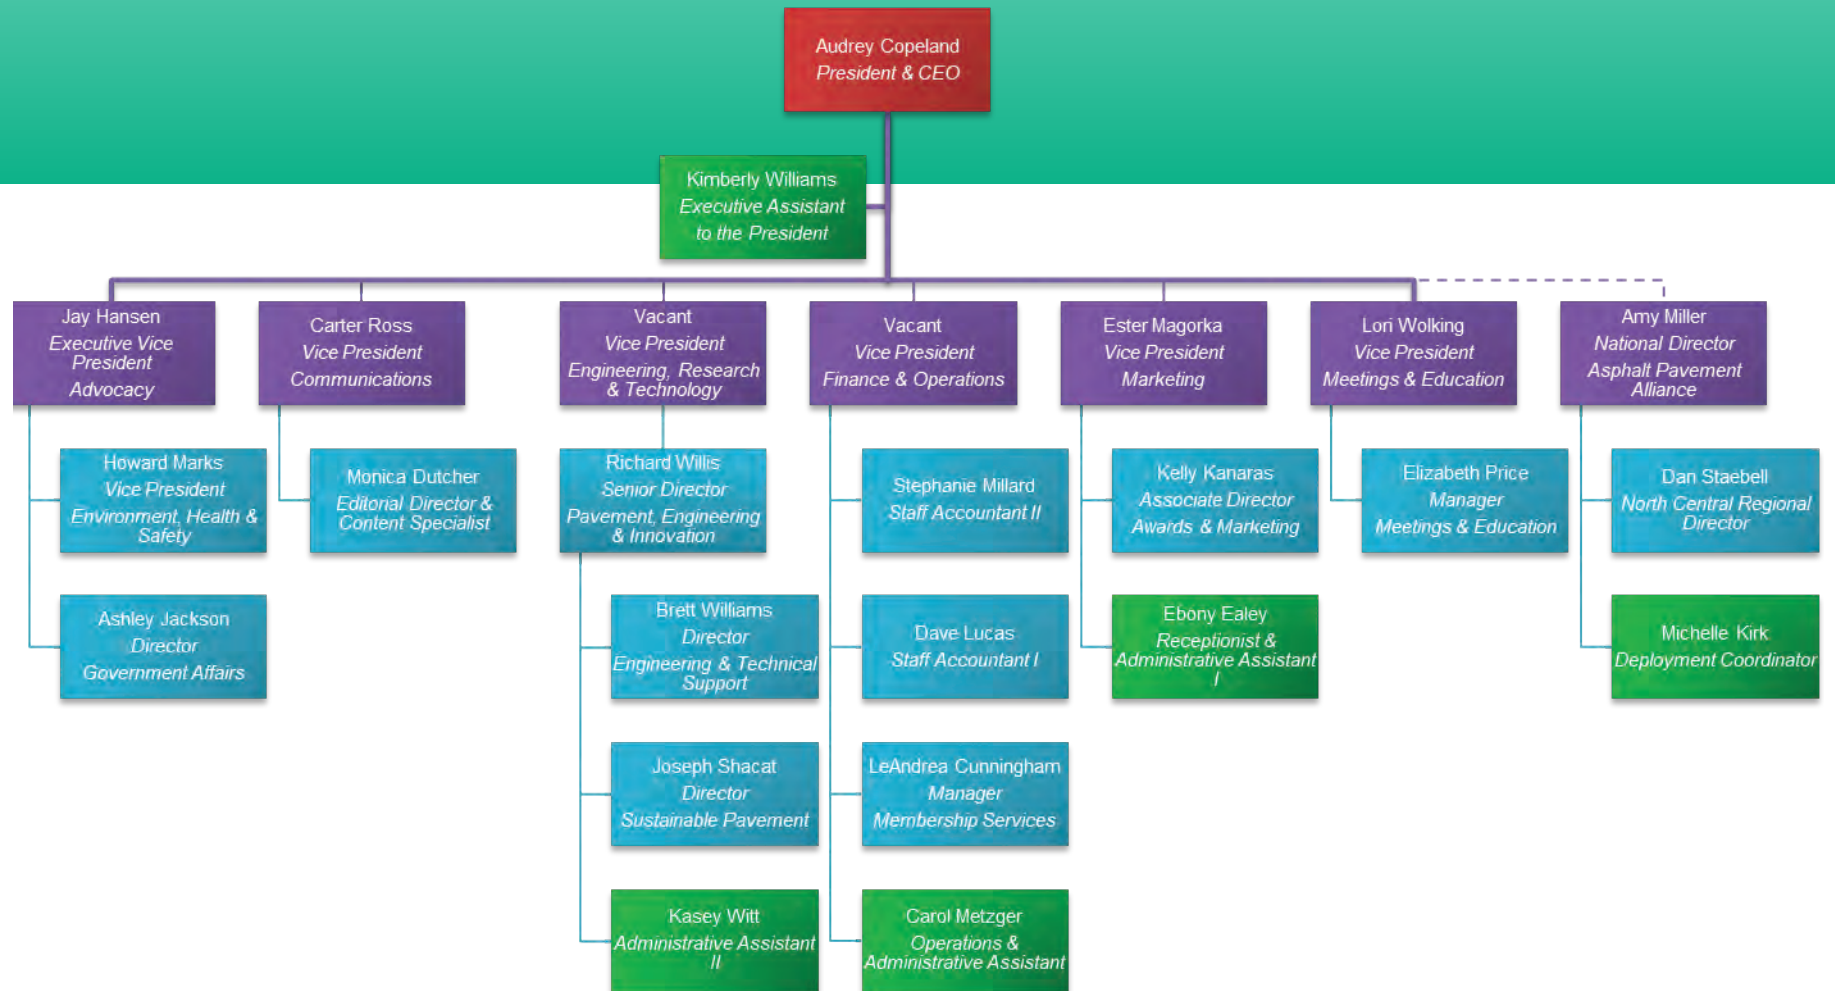 Audrey Copeland
President & CEO
Kimberly Williams
Executive Assistant
to the President
Jay Hansen
Executive Vice
President
Advocacy
Carter Ross
Vice President
Communications
Vacant
Vice President
Engineering, Research
& Technology
Vacant
Vice President
Finance & Operations
Ester Magorka
Vice President
Marketing
Lori Wolking
Vice President
Meetings & Education
Amy Miller
National Director
Asphalt Pavement
Alliance
Howard Marks
Vice President
Environment, Health &
Safety
Monica Dutcher
Editorial Director &
Content Specialist
Richard Willis
Senior Director
Pavement, Engineering
& Innovation
Stephanie Millard
Staff Accountant II
Kelly Kanaras
Associate Director
Awards & Marketing
Elizabeth Price
Manager
Meetings & Education
Dan Staebell
North Central Regional
Director
Ashley Jackson
Director
Government Affairs
Brett Williams
Director
Engineering & Technical
Support
Dave Lucas
Staff Accountant I
Ebony Ealey
Receptionist &
Administrative Assistant
I
Michelle Kirk
Deployment Coordinator
Joseph Shacat
Director
Sustainable Pavement
LeAndrea Cunningham
Manager
Membership Services
Kasey Witt
Administrative Assistant
II
Carol Metzger
Operations &
Administrative Assistant